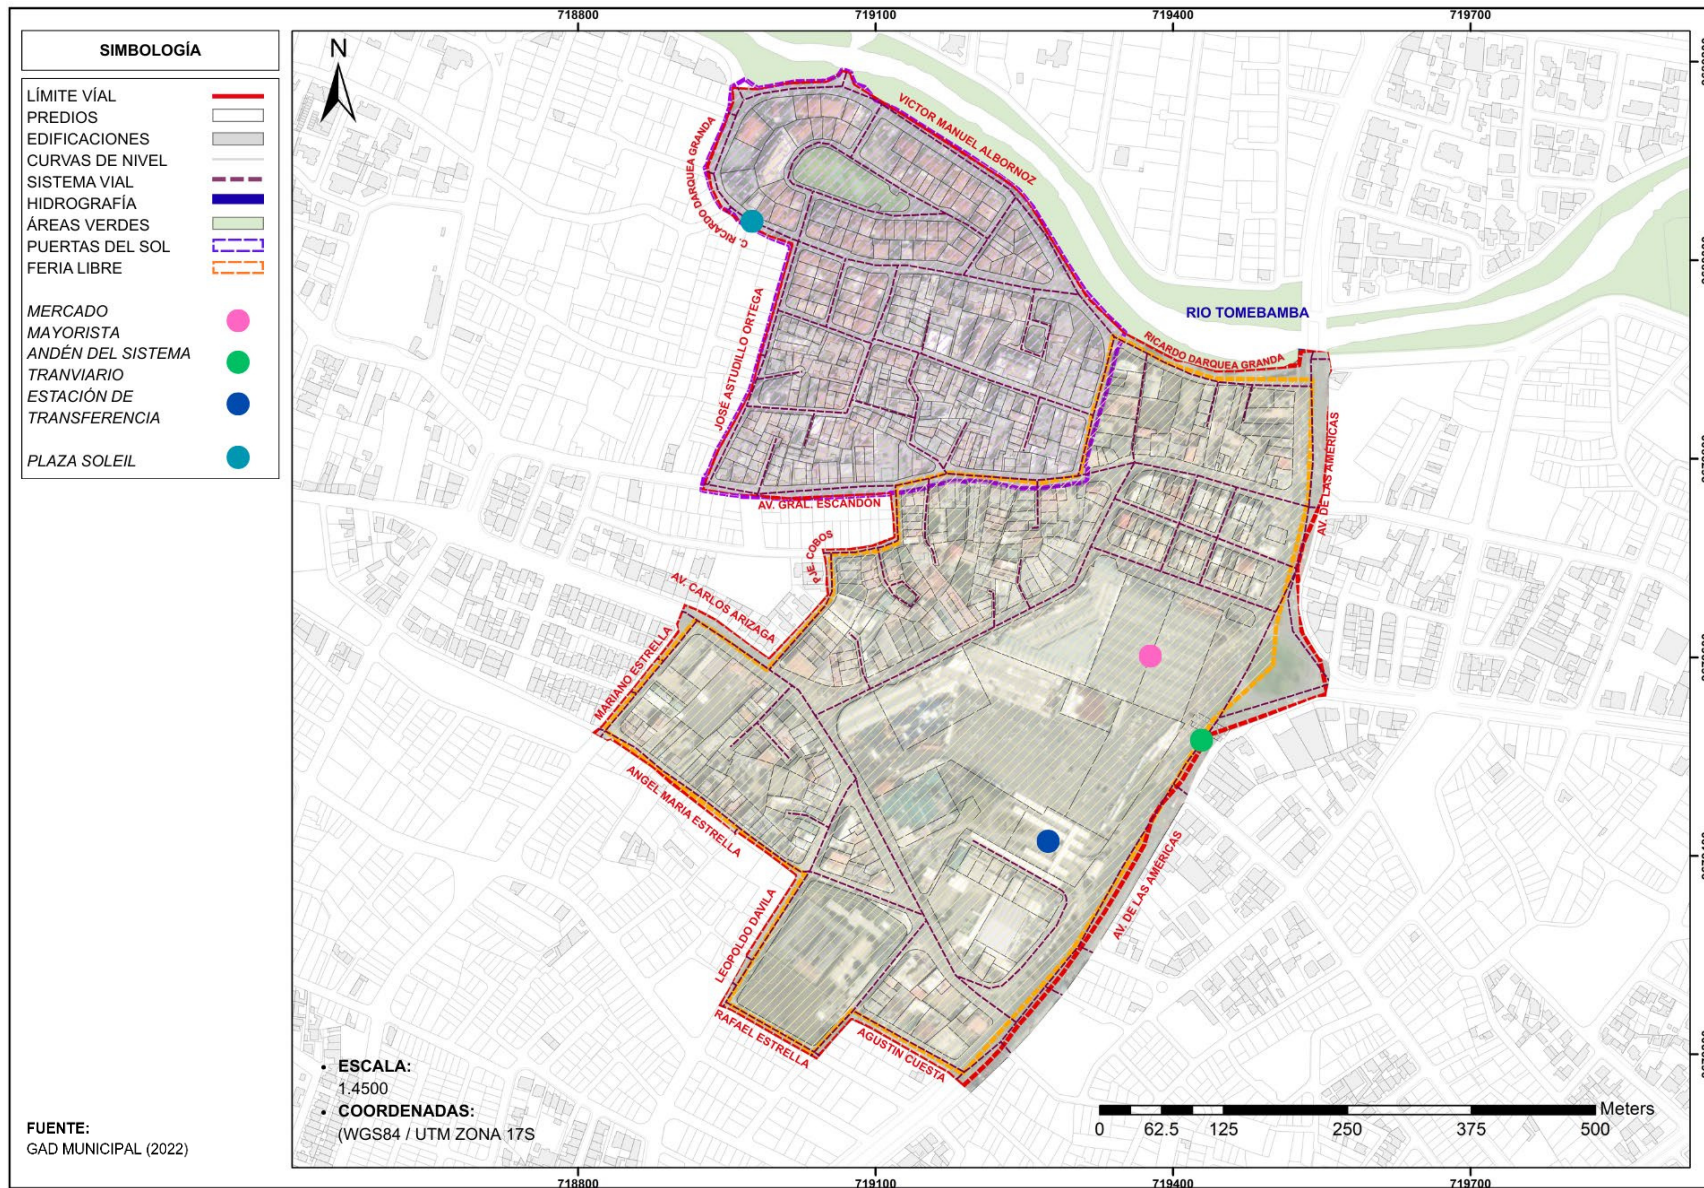 718800
719100
719400
719700
SIMBOLOGÍA
LÍMITE VÍAL
PREDIOS
EDIFICACIONES
CURVAS DE NIVEL
SISTEMA VIAL
HIDROGRAFÍA
ÁREAS VERDES
PUERTAS DEL SOL
FERIA LIBRE
MERCADO
MAYORISTA
ANDÉN DEL SISTEMA
TRANVIARIO
ESTACIÓN DE
TRANSFERENCIA
PLAZA SOLEIL
N
VICTOR MANUEL ALBORNOZ
C. RICARDO DARQUEA GRANDA
JOSÉ ASTUDILLO ORTEGA
RIO TOMEBAMBA
RICARDO DARQUEA GRANDA
AV. DE LAS AMÉRICAS
AV. GRAL. ESCANDÓN
PJE. COBOS
AV. CARLOS ARIZAGA
MARIANO ESTRELLA
ANGEL MARIA ESTRELLA
AV. DE LAS AMÉRICAS
LEOPOLDO DAVILA
RAFAEL ESTRELLA
AGUSTIN CUESTA
• ESCALA:
1.4500
• COORDENADAS:
(WGS84 / UTM ZONA 17S
Meters
0 62.5 125 250 375 500
FUENTE:
GAD MUNICIPAL (2022)
718800
719100
719400
719700